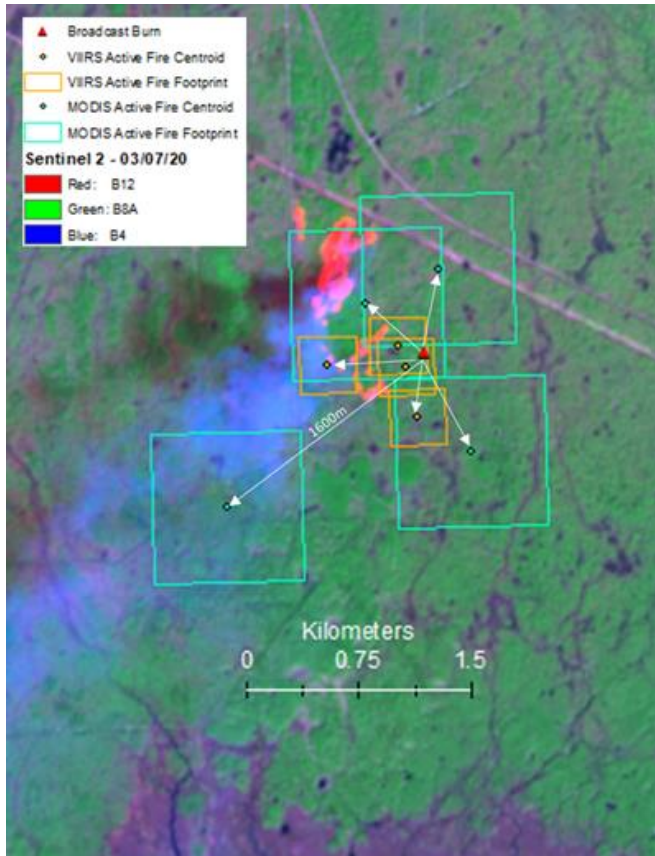 Broadcast Burn
VIIRS Active Fire Centroid
VIIRS Active Fire Footprint
MODIS Active Fire Centroid
MODIS Active Fire Footprint
Sentinel 2 - 03/07/20
Red: B12
Green: B8A
Blue: B4
1600m
Kilometers
0 0.75 1.5